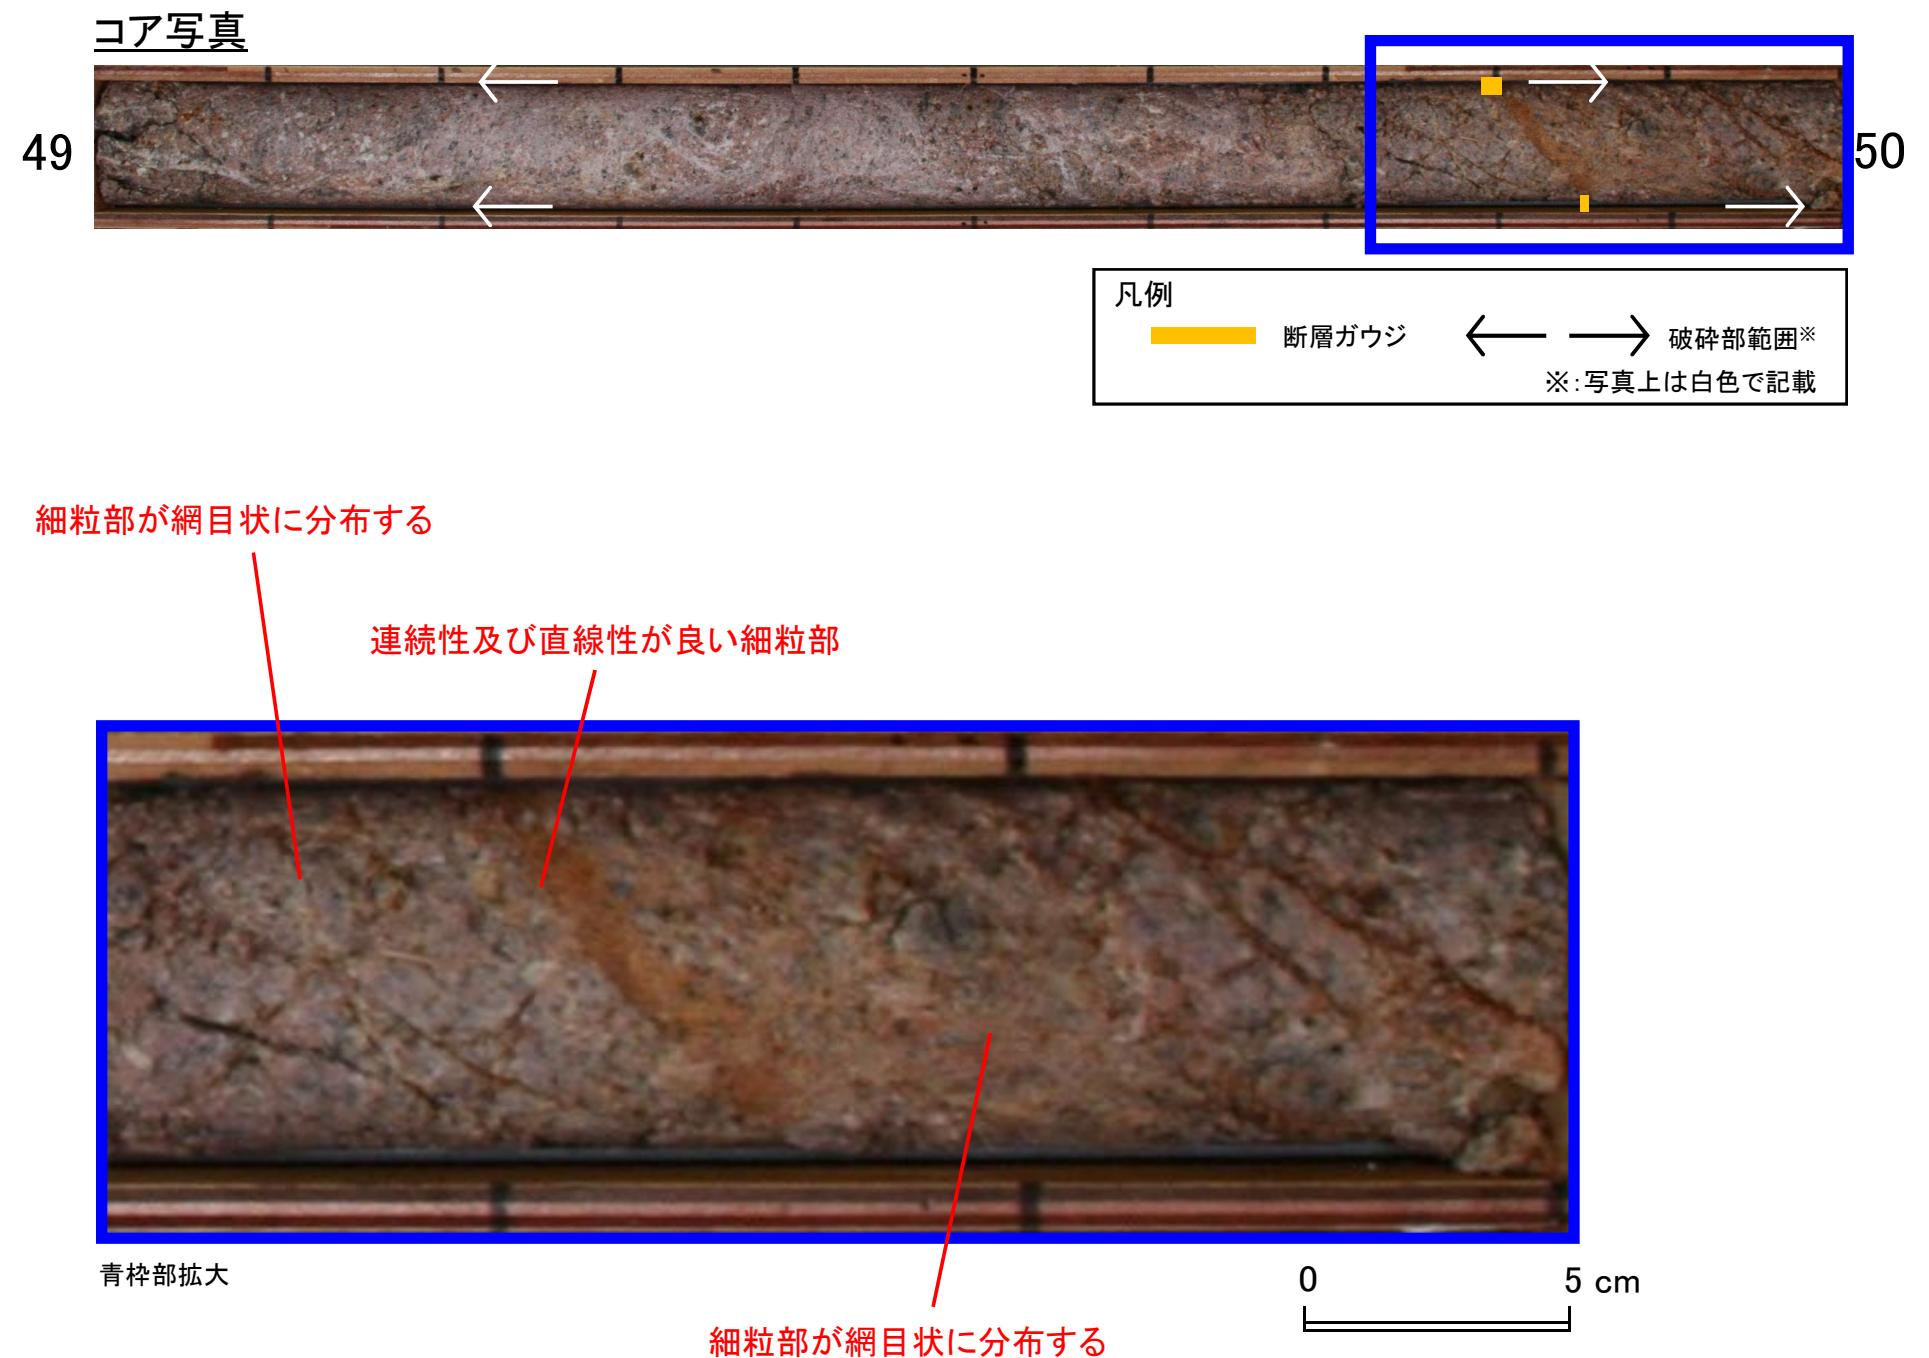 コア写真
49
50
凡例
断層ガウジ
破砕部範囲※
※:写真上は白色で記載
細粒部が網目状に分布する
連続性及び直線性が良い細粒部
青枠部拡大
0
5 cm
細粒部が網目状に分布する